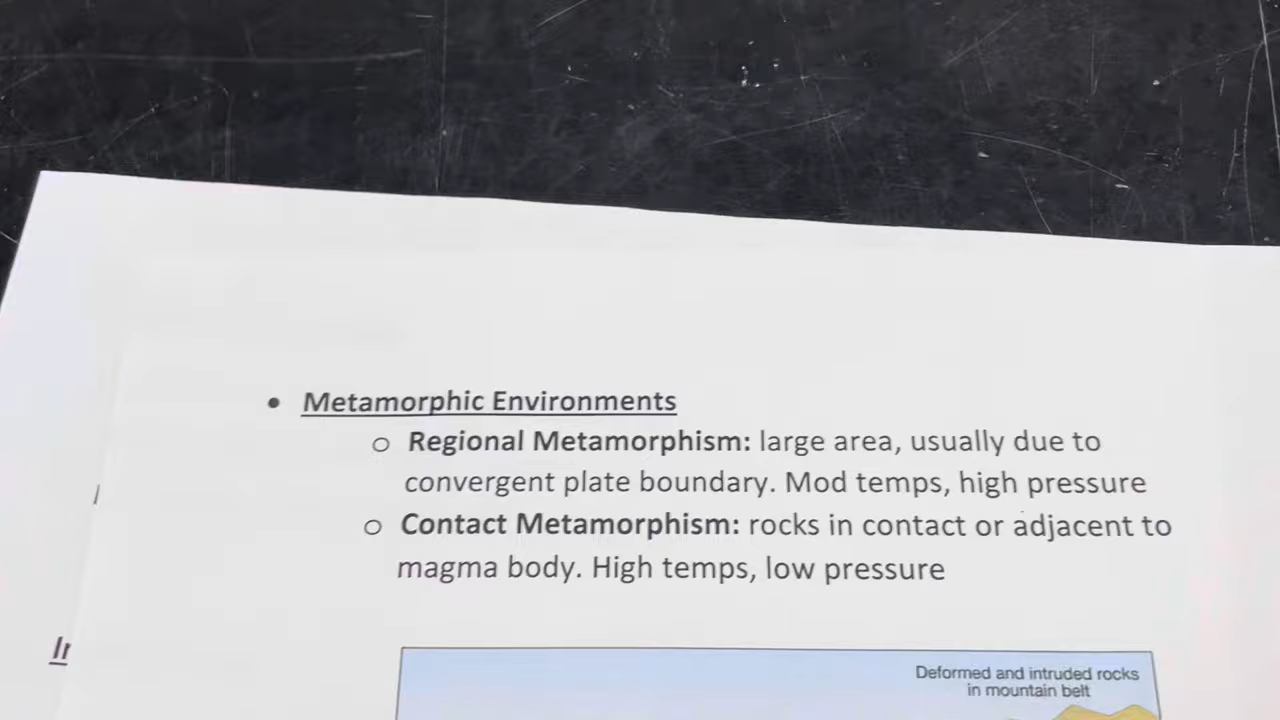 • Metamorphic Environments
o Regional Metamorphism: large area, usually due to
convergent plate boundary. Mod temps, high pressure
o Contact Metamorphism: rocks in contact or adjacent to
magma body. High temps, low pressure
Deformed and intruded rocks
in mountain belt